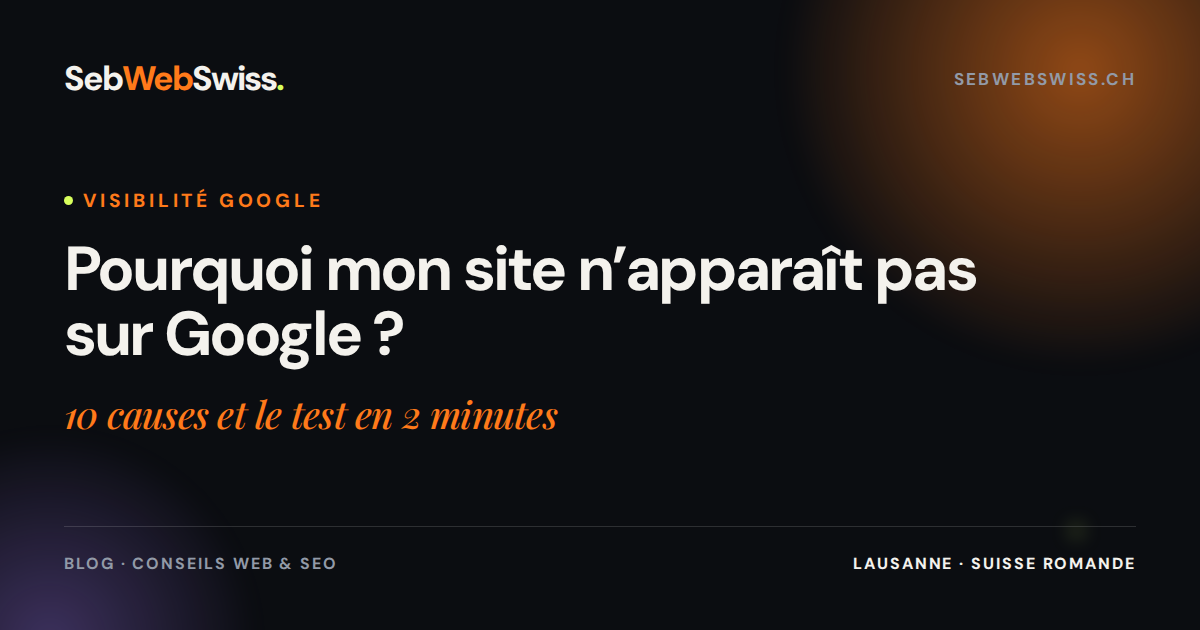 SebWebSwiss.
SEBWEBSWISS.CH
VISIBILITÉ GOOGLE
Pourquoi mon site n’apparaît pas
sur Google ?
10 causes et le test en 2 minutes
BLOG · CONSEILS WEB & SEO
LAUSANNE · SUISSE ROMANDE